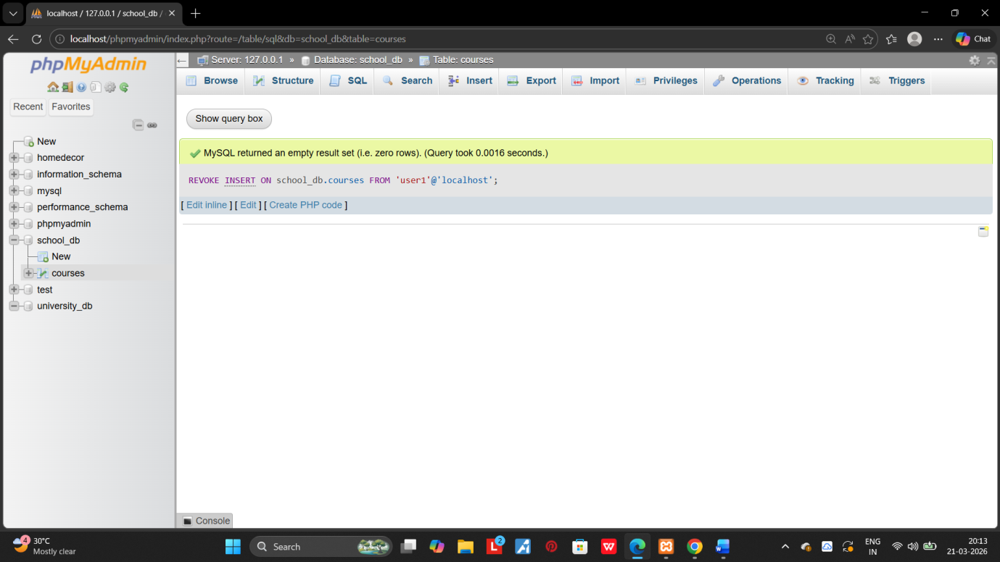 localhost / 127.0.0.1 / school_db /
localhost/phpmyadmin/index.php?route=/table/sql&db=school_db&table=courses
Chat
phpMyAdmin
Recent Favorites
New
homedecor
information_schema
mysql
performance_schema
phpmyadmin
school_db
New
courses
test
university_db
Server: 127.0.0.1 » Database: school_db » Table: courses
Browse Structure SQL Search Insert Export Import Privileges Operations Tracking Triggers
Show query box
MySQL returned an empty result set (i.e. zero rows). (Query took 0.0016 seconds.)
REVOKE INSERT ON school_db.courses FROM 'user1'@'localhost';
[ Edit inline ] [ Edit ] [ Create PHP code ]
Console
4
30°C
Mostly clear
Search
L 2
W
W
ENG
IN
20:13
21-03-2026